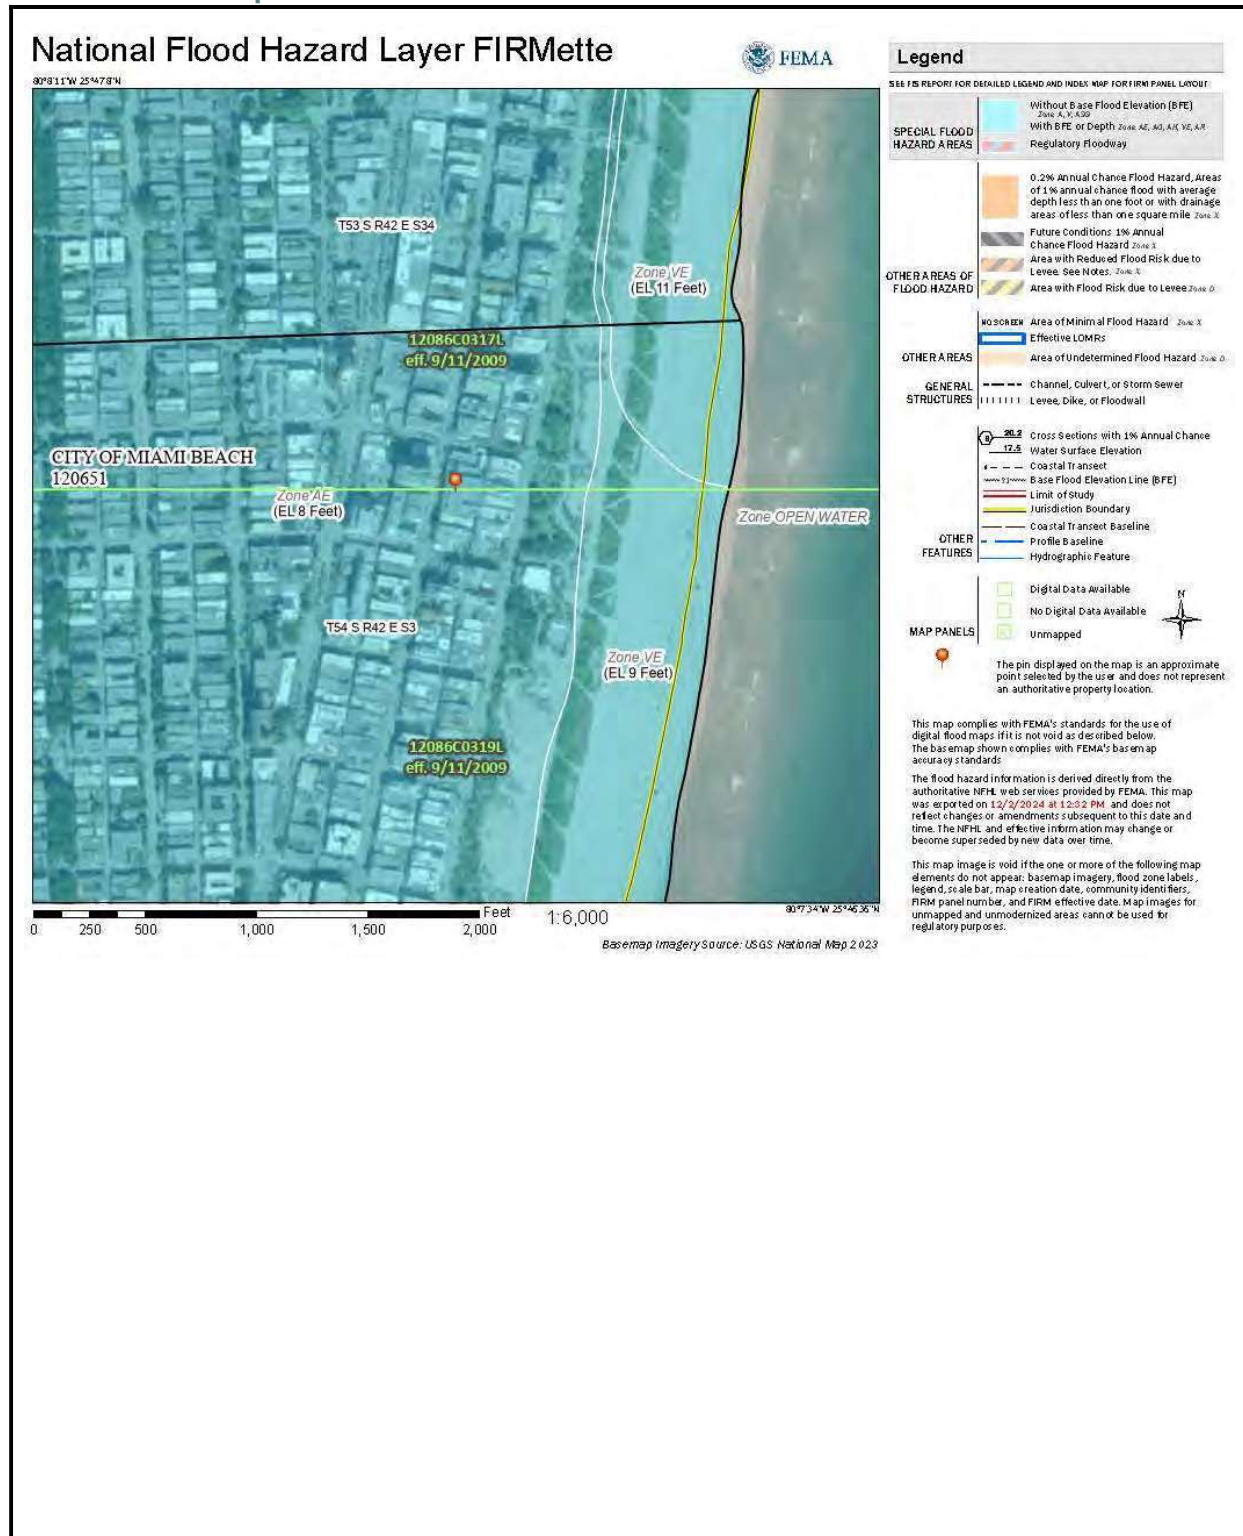 National Flood Hazard Layer FIRMette
FEMA
80°8'11"W 25°47'8"N
T53 S R42 E S34
Zone VE
(EL 11 Feet)
12086C0317L
eff. 9/11/2009
CITY OF MIAMI BEACH
120651
Zone AE
(EL 8 Feet)
Zone OPEN WATER
T54 S R42 E S3
Zone VE
(EL 9 Feet)
12086C0319L
eff. 9/11/2009
80°7'34"W 25°46'36"N
Feet
1:6,000
0 250 500 1,000 1,500 2,000
Basemap Imagery Source: USGS National Map 2023
Legend
SEE FIS REPORT FOR DETAILED LEGEND AND INDEX MAP FOR FIRM PANEL LAYOUT
SPECIAL FLOOD
HAZARD AREAS
Without Base Flood Elevation (BFE)
Zone A, V, A99
With BFE or Depth Zone AE, AO, AH, VE, AR
Regulatory Floodway
OTHER AREAS OF
FLOOD HAZARD
0.2% Annual Chance Flood Hazard, Areas
of 1% annual chance flood with average
depth less than one foot or with drainage
areas of less than one square mile Zone X
Future Conditions 1% Annual
Chance Flood Hazard Zone X
Area with Reduced Flood Risk due to
Levee. See Notes. Zone X
Area with Flood Risk due to Levee Zone D
OTHER AREAS
NO SCREEN Area of Minimal Flood Hazard Zone X
Effective LOMRs
Area of Undetermined Flood Hazard Zone D
GENERAL
STRUCTURES
Channel, Culvert, or Storm Sewer
Levee, Dike, or Floodwall
OTHER
FEATURES
B 20.2 Cross Sections with 1% Annual Chance
17.5 Water Surface Elevation
Coastal Transect
Base Flood Elevation Line (BFE)
Limit of Study
Jurisdiction Boundary
Coastal Transect Baseline
Profile Baseline
Hydrographic Feature
MAP PANELS
Digital Data Available
No Digital Data Available
Unmapped
N
The pin displayed on the map is an approximate
point selected by the user and does not represent
an authoritative property location.
This map complies with FEMA's standards for the use of
digital flood maps if it is not void as described below.
The basemap shown complies with FEMA's basemap
accuracy standards
The flood hazard information is derived directly from the
authoritative NFHL web services provided by FEMA. This map
was exported on 12/2/2024 at 12:32 PM and does not
reflect changes or amendments subsequent to this date and
time. The NFHL and effective information may change or
become superseded by new data over time.
This map image is void if the one or more of the following map
elements do not appear: basemap imagery, flood zone labels,
legend, scale bar, map creation date, community identifiers,
FIRM panel number, and FIRM effective date. Map images for
unmapped and unmodernized areas cannot be used for
regulatory purposes.